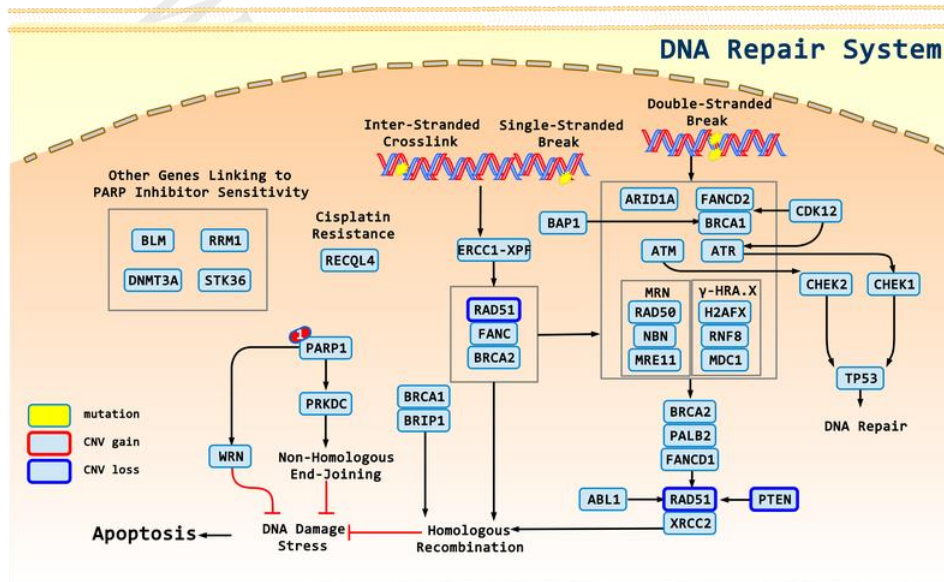 DNA Repair System
Double-Stranded
Break
Inter-Stranded
Crosslink
Single-Stranded
Break
Other Genes Linking to
PARP Inhibitor Sensitivity
BLM
RRM1
DNMT3A
STK36
Cisplatin
Resistance
RECQL4
ERCC1-XPF
BAP1
ARID1A
FANCD2
BRCA1
CDK12
ATM
ATR
CHEK2
CHEK1
MRN
RAD50
NBN
MRE11
γ-HRA.X
H2AFX
RNF8
MDC1
RAD51
FANC
BRCA2
1
PARP1
PRKDC
WRN
Non-Homologous
End-Joining
BRCA1
BRIP1
TP53
DNA Repair
BRCA2
PALB2
FANCD1
ABL1
RAD51
PTEN
XRCC2
mutation
CNV gain
CNV loss
Apoptosis
DNA Damage
Stress
Homologous
Recombination